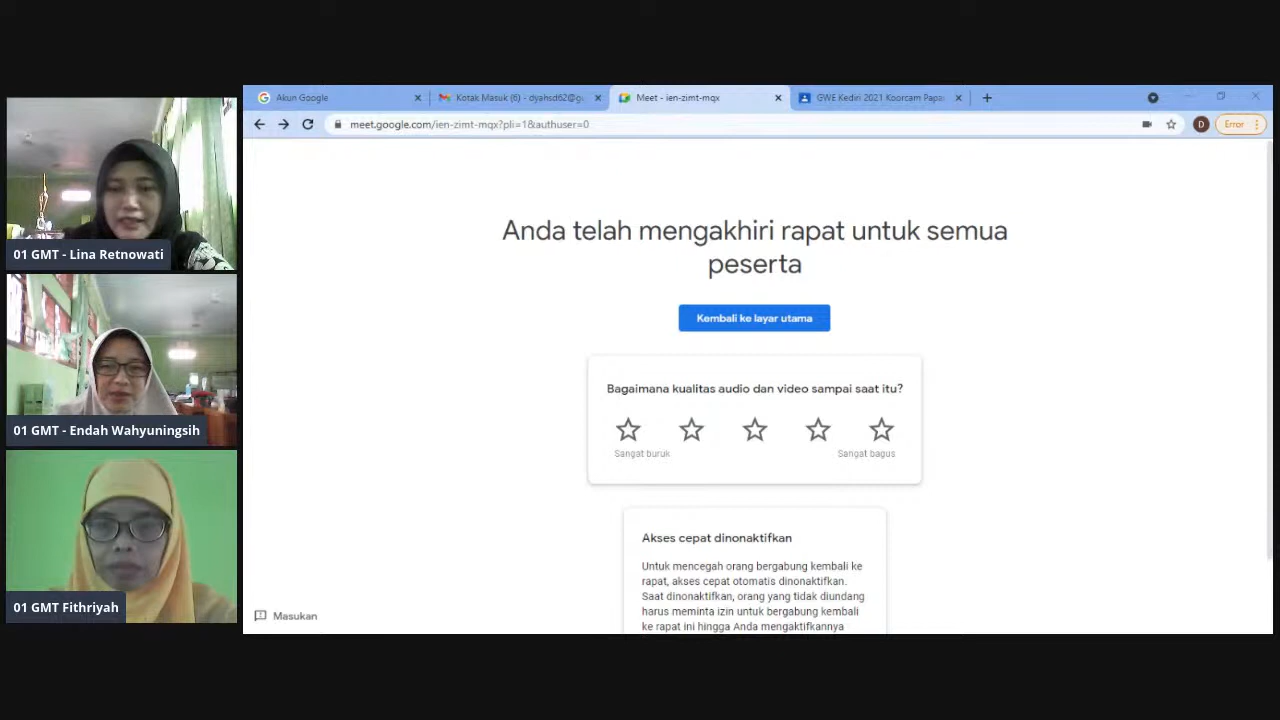 Akun Google
Kotak Masuk (6) - dyahsd62@g
Meet - ien-zimt-mqx
GWE Kediri 2021 Koorcam Papa
meet.google.com/ien-zimt-mqx?pli=1&authuser=0
D
Error
Anda telah mengakhiri rapat untuk semua
peserta
Kembali ke layar utama
Bagaimana kualitas audio dan video sampai saat itu?
Sangat buruk
Sangat bagus
Akses cepat dinonaktifkan
Untuk mencegah orang bergabung kembali ke
rapat, akses cepat otomatis dinonaktifkan.
Saat dinonaktifkan, orang yang tidak diundang
harus meminta izin untuk bergabung kembali
ke rapat ini hingga Anda mengaktifkannya
Masukan
01 GMT - Lina Retnowati
01 GMT - Endah Wahyuningsih
01 GMT Fithriyah